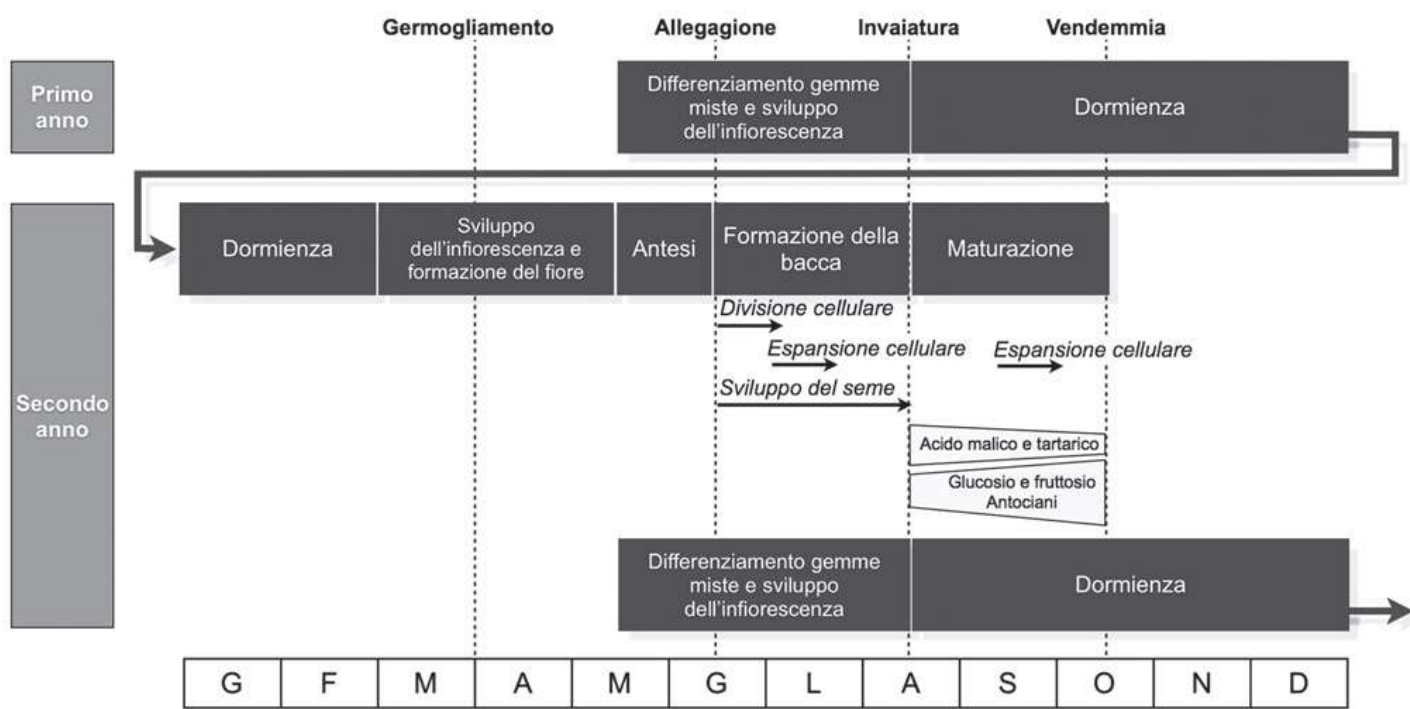 Germogliamento Allegagione Invaiatura Vendemmia
Primo
anno
Differenziamento gemme
miste e sviluppo
dell'infiorescenza
Dormienza
Secondo
anno
Dormienza
Sviluppo
dell'infiorescenza e
formazione del fiore
Antesi
Formazione della
bacca
Maturazione
Divisione cellulare
Espansione cellulare
Espansione cellulare
Sviluppo del seme
Acido malico e tartarico
Glucosio e fruttosio
Antociani
Differenziamento gemme
miste e sviluppo
dell'infiorescenza
Dormienza
G F M A M G L A S O N D